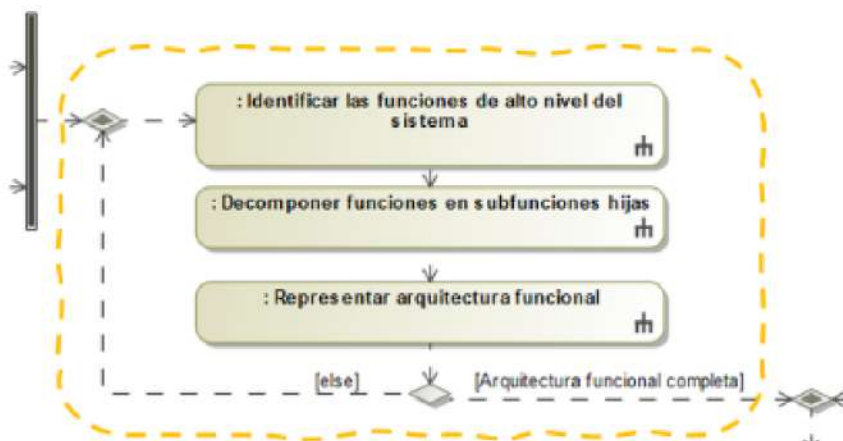 : Identificar las funciones de alto nivel del
sistema
: Decomponer funciones en subfunciones hijas
: Representar arquitectura funcional
[else]
[Arquitectura funcional completa]